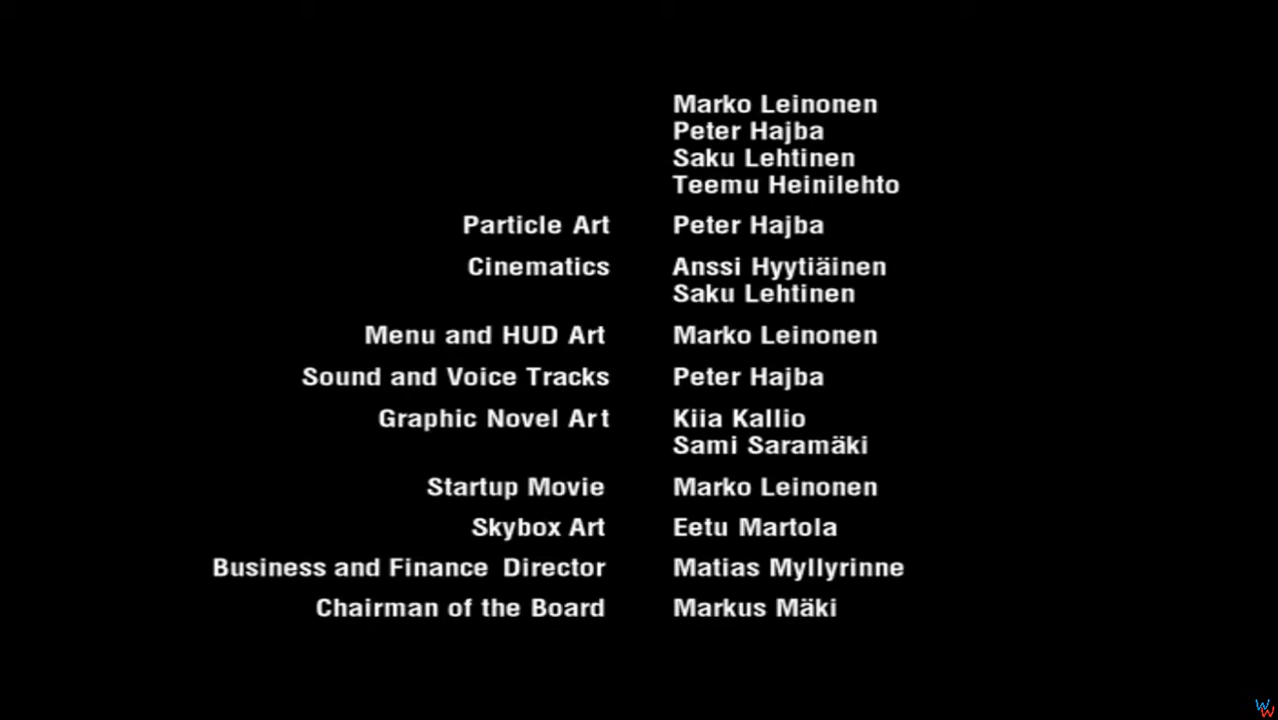 Marko Leinonen
Peter Hajba
Saku Lehtinen
Teemu Heinilehto
Particle Art Peter Hajba
Cinematics Anssi Hyytiäinen
Saku Lehtinen
Menu and HUD Art Marko Leinonen
Sound and Voice Tracks Peter Hajba
Graphic Novel Art Kiia Kallio
Sami Saramäki
Startup Movie Marko Leinonen
Skybox Art Eetu Martola
Business and Finance Director Matias Myllyrinne
Chairman of the Board Markus Mäki
WW